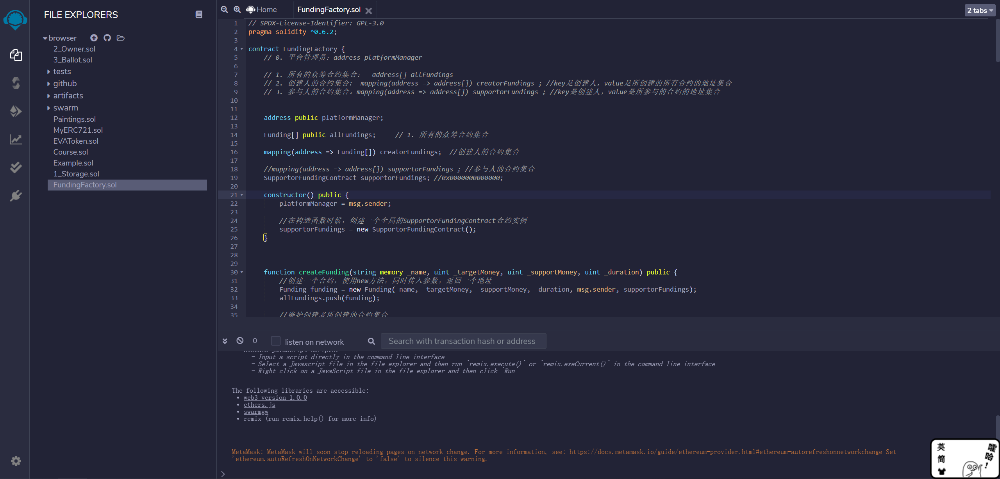 FILE EXPLORERS
browser
2_Owner.sol
3_Ballot.sol
tests
github
artifacts
swarm
Paintings.sol
MyERC721.sol
EVAToken.sol
Course.sol
Example.sol
1_Storage.sol
FundingFactory.sol
Home
FundingFactory.sol
2 tabs
1 // SPDX-License-Identifier: GPL-3.0
2 pragma solidity ^0.6.2;
3
4 contract FundingFactory {
5 // 0. 平台管理员：address platformManager
6
7 // 1. 所有的众筹合约集合： address[] allFundings
8 // 2. 创建人的合约集合: mapping(address => address[]) creatorFundings ; //key是创建人，value是所创建的所有合约的地址集合
9 // 3. 参与人的合约集合：mapping(address => address[]) supportorFundings ; //key是创建人，value是所参与的合约的地址集合
10
11
12 address public platformManager;
13
14 Funding[] public allFundings; // 1. 所有的众筹合约集合
15
16 mapping(address => Funding[]) creatorFundings; //创建人的合约集合
17
18 //mapping(address => address[]) supportorFundings ; //参与人的合约集合
19 SupportorFundingContract supportorFundings; //0x0000000000000;
20
21 constructor() public {
22 platformManager = msg.sender;
23
24 //在构造函数时候，创建一个全局的SupportorFundingContract合约实例
25 supportorFundings = new SupportorFundingContract();
26 }
27
28
29
30 function createFunding(string memory _name, uint _targetMoney, uint _supportMoney, uint _duration) public {
31 //创建一个合约，使用new方法，同时传入参数，返回一个地址
32 Funding funding = new Funding(_name, _targetMoney, _supportMoney, _duration, msg.sender, supportorFundings);
33 allFundings.push(funding);
34
35 //维护创建者所创建的合约集合
0
listen on network
Search with transaction hash or address
Execute javascript scripts:
- Input a script directly in the command line interface
- Select a Javascript file in the file explorer and then run `remix.execute()` or `remix.exeCurrent()` in the command line interface
- Right click on a JavaScript file in the file explorer and then click `Run`
The following libraries are accessible:
• web3 version 1.0.0
• ethers.js
• swarmgw
• remix (run remix.help() for more info)
MetaMask: MetaMask will soon stop reloading pages on network change. For more information, see: https://docs.metamask.io/guide/ethereum-provider.html#ethereum-autorefreshonnetworkchange Set
'ethereum.autoRefreshOnNetworkChange' to 'false' to silence this warning.
>
英
简
嚯哈！